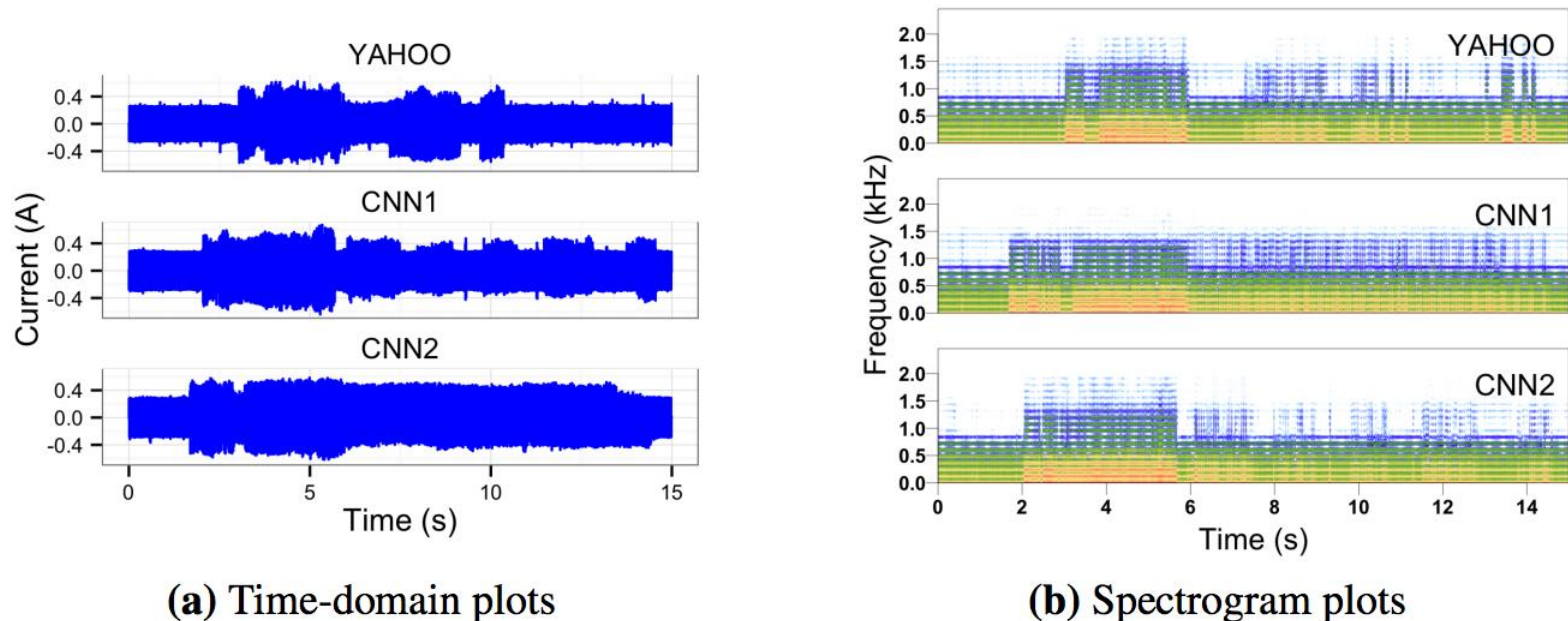 YAHOO
0.4
0.0
-0.4
CNN1
0.4
0.0
-0.4
CNN2
0.4
0.0
-0.4
Current (A)
0 5 10 15
Time (s)
(a) Time-domain plots
YAHOO
2.0
1.5
1.0
0.5
0.0
CNN1
2.0
1.5
1.0
0.5
0.0
CNN2
2.0
1.5
1.0
0.5
0.0
Frequency (kHz)
0 2 4 6 8 10 12 14
Time (s)
(b) Spectrogram plots